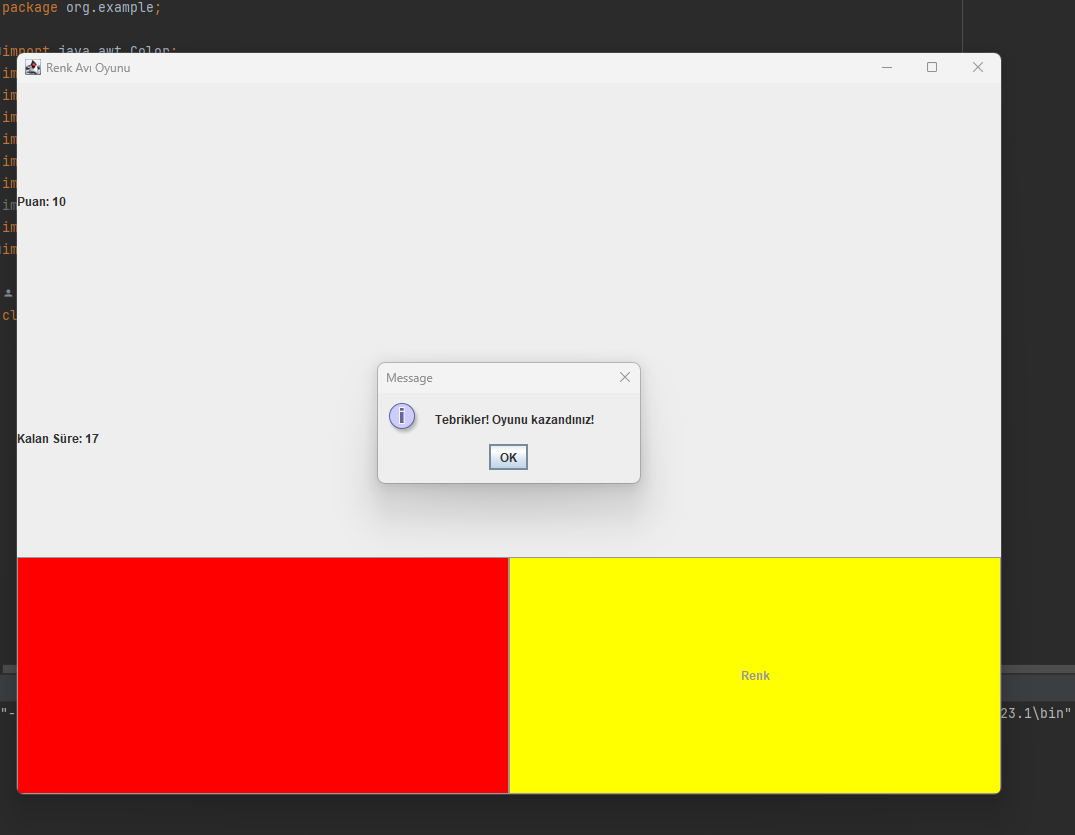 package org.example;
import java.awt.Color;
Renk Avı Oyunu
im
im
im
im
im
im
im
im
im
Puan: 10
cl
Message
Tebrikler! Oyunu kazandınız!
Kalan Süre: 17
OK
Renk
"- 23.1\bin"